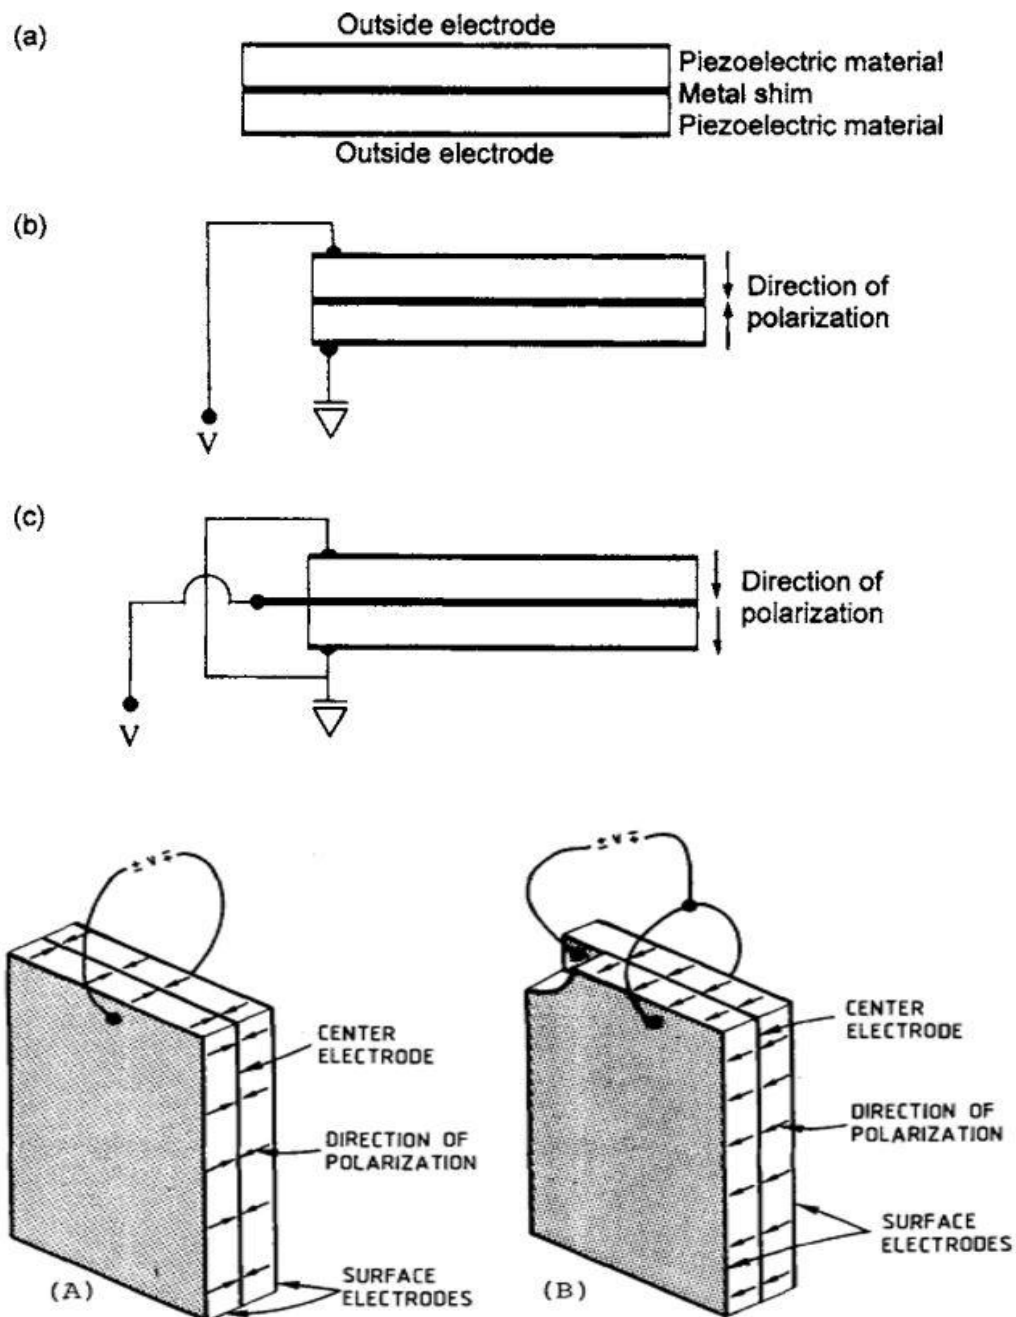 (a)
Outside electrode
Piezoelectric material
Metal shim
Piezoelectric material
Outside electrode
(b)
Direction of
polarization
V
(c)
Direction of
polarization
V
± V ∓
CENTER
ELECTRODE
DIRECTION OF
POLARIZATION
SURFACE
ELECTRODES
(A)
± V ∓
CENTER
ELECTRODE
DIRECTION OF
POLARIZATION
SURFACE
ELECTRODES
(B)